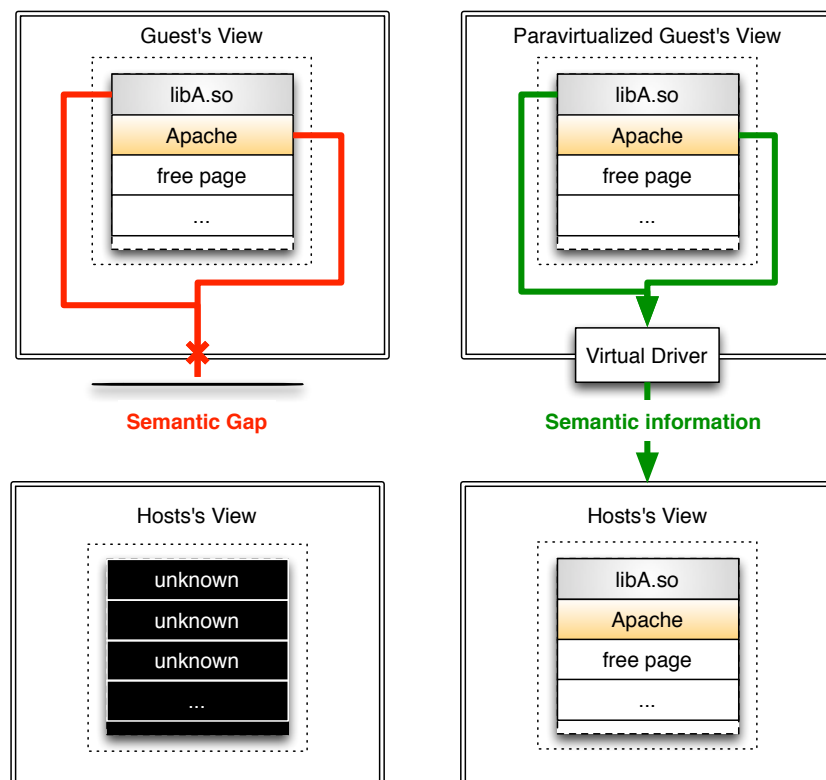 Guest's View
libA.so
Apache
free page
...
Semantic Gap
Hosts's View
unknown
unknown
unknown
...
Paravirtualized Guest's View
libA.so
Apache
free page
...
Virtual Driver
Semantic information
Hosts's View
libA.so
Apache
free page
...